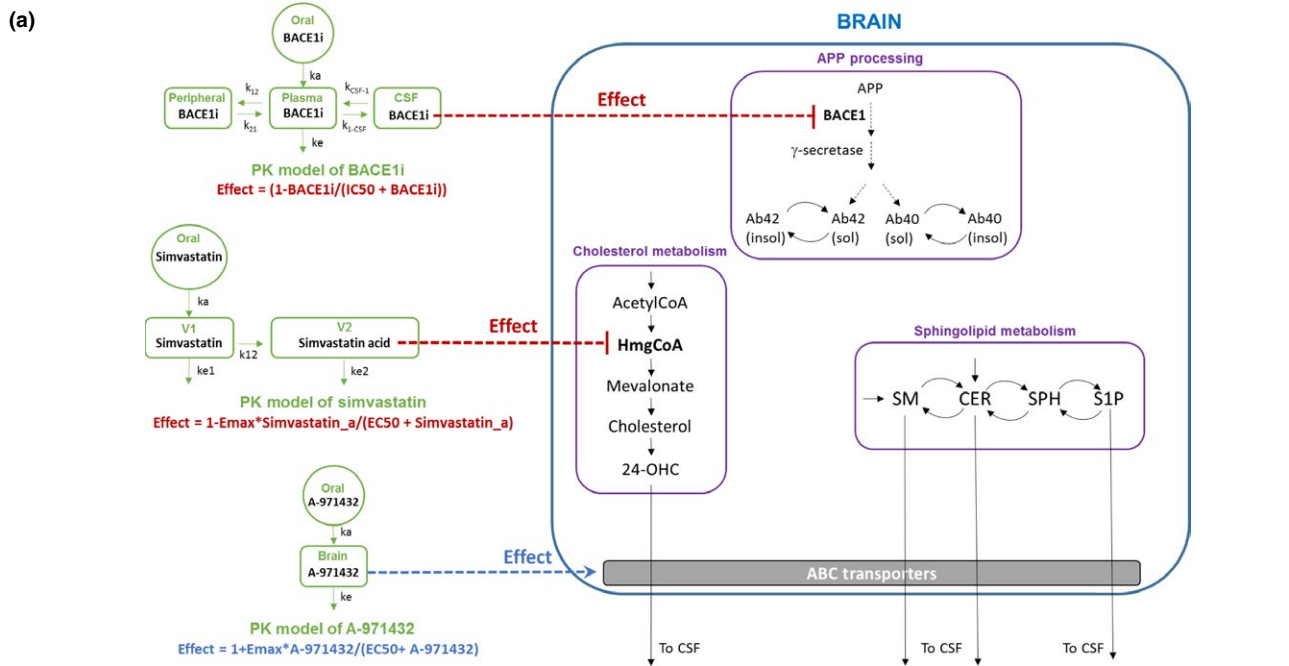 (a)
BRAIN
Oral
BACE1i
ka
k12
kCSF-1
Peripheral
BACE1i
Plasma
BACE1i
CSF
BACE1i
k21
k1-CSF
ke
PK model of BACE1i
Effect = (1-BACE1i/(IC50 + BACE1i))
Effect
APP processing
APP
BACE1
γ-secretase
Ab42
(insol)
Ab42
(sol)
Ab40
(sol)
Ab40
(insol)
Oral
Simvastatin
ka
V1
Simvastatin
k12
V2
Simvastatin acid
ke1
ke2
PK model of simvastatin
Effect = 1-Emax*Simvastatin_a/(EC50 + Simvastatin_a)
Effect
Cholesterol metabolism
AcetylCoA
HmgCoA
Mevalonate
Cholesterol
24-OHC
Sphingolipid metabolism
SM
CER
SPH
S1P
Oral
A-971432
ka
Brain
A-971432
ke
PK model of A-971432
Effect = 1+Emax*A-971432/(EC50+ A-971432)
Effect
ABC transporters
To CSF
To CSF
To CSF